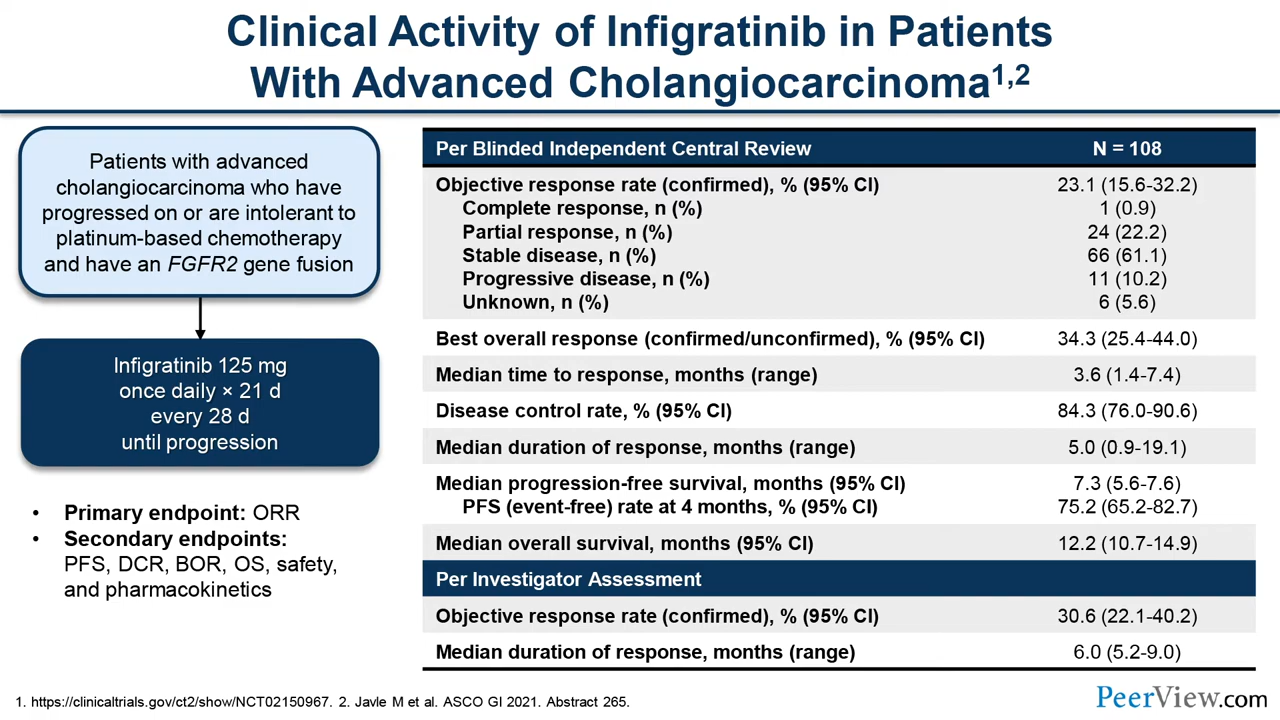 Clinical Activity of Infigratinib in Patients
With Advanced Cholangiocarcinoma1,2
Patients with advanced
cholangiocarcinoma who have
progressed on or are intolerant to
platinum-based chemotherapy
and have an FGFR2 gene fusion
Infigratinib 125 mg
once daily × 21 d
every 28 d
until progression
• Primary endpoint: ORR
• Secondary endpoints:
PFS, DCR, BOR, OS, safety,
and pharmacokinetics
Per Blinded Independent Central Review N = 108
Objective response rate (confirmed), % (95% CI) 23.1 (15.6-32.2)
Complete response, n (%) 1 (0.9)
Partial response, n (%) 24 (22.2)
Stable disease, n (%) 66 (61.1)
Progressive disease, n (%) 11 (10.2)
Unknown, n (%) 6 (5.6)
Best overall response (confirmed/unconfirmed), % (95% CI) 34.3 (25.4-44.0)
Median time to response, months (range) 3.6 (1.4-7.4)
Disease control rate, % (95% CI) 84.3 (76.0-90.6)
Median duration of response, months (range) 5.0 (0.9-19.1)
Median progression-free survival, months (95% CI) 7.3 (5.6-7.6)
PFS (event-free) rate at 4 months, % (95% CI) 75.2 (65.2-82.7)
Median overall survival, months (95% CI) 12.2 (10.7-14.9)
Per Investigator Assessment
Objective response rate (confirmed), % (95% CI) 30.6 (22.1-40.2)
Median duration of response, months (range) 6.0 (5.2-9.0)
1. https://clinicaltrials.gov/ct2/show/NCT02150967. 2. Javle M et al. ASCO GI 2021. Abstract 265.
PeerView.com